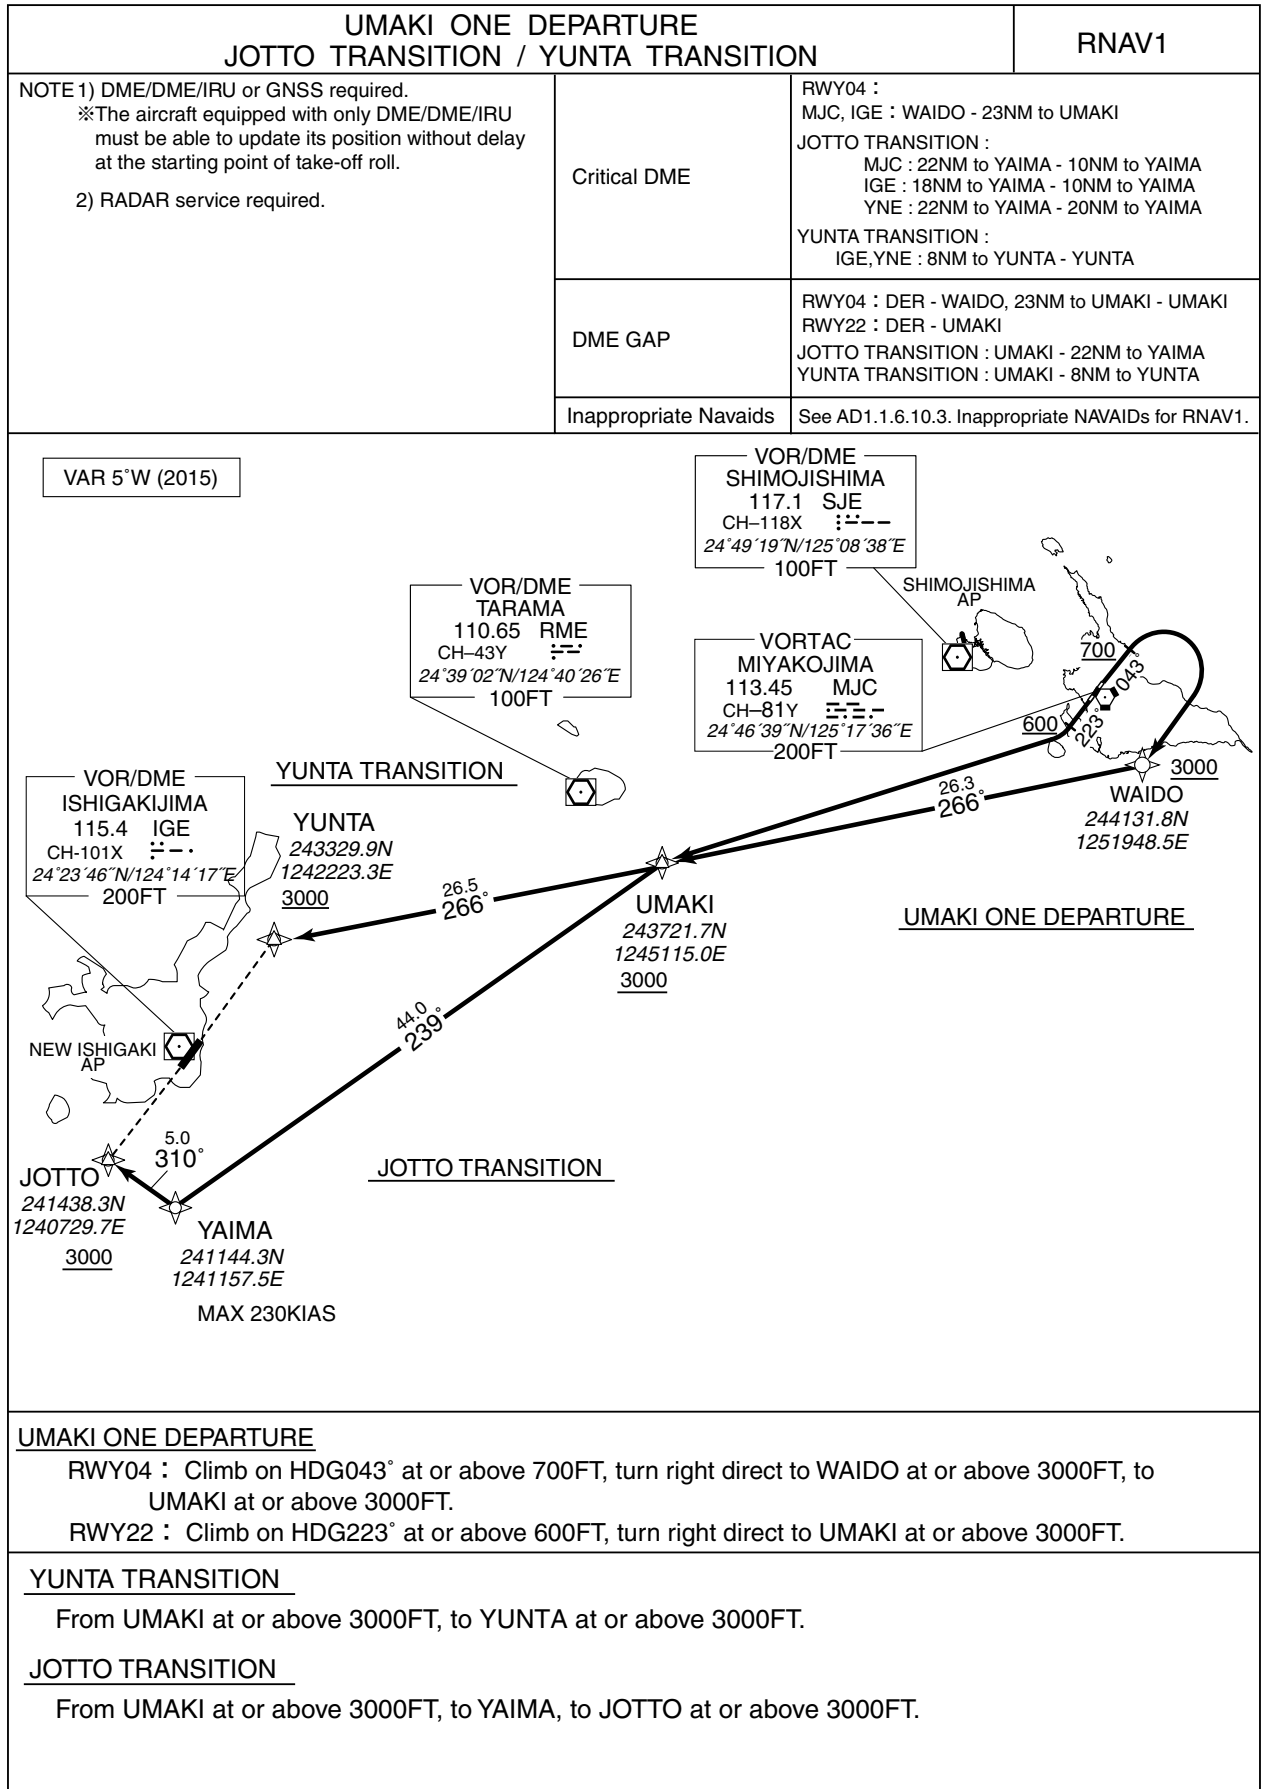 UMAKI ONE DEPARTURE
JOTTO TRANSITION / YUNTA TRANSITION
RNAV1
NOTE 1) DME/DME/IRU or GNSS required.
※The aircraft equipped with only DME/DME/IRU
must be able to update its position without delay
at the starting point of take-off roll.
2) RADAR service required.
Critical DME
RWY04 :
MJC, IGE : WAIDO - 23NM to UMAKI
JOTTO TRANSITION :
MJC : 22NM to YAIMA - 10NM to YAIMA
IGE : 18NM to YAIMA - 10NM to YAIMA
YNE : 22NM to YAIMA - 20NM to YAIMA
YUNTA TRANSITION :
IGE,YNE : 8NM to YUNTA - YUNTA
DME GAP
RWY04 : DER - WAIDO, 23NM to UMAKI - UMAKI
RWY22 : DER - UMAKI
JOTTO TRANSITION : UMAKI - 22NM to YAIMA
YUNTA TRANSITION : UMAKI - 8NM to YUNTA
Inappropriate Navaids
See AD1.1.6.10.3. Inappropriate NAVAIDs for RNAV1.
VAR 5˚W (2015)
VOR/DME
SHIMOJISHIMA
117.1 SJE
CH–118X
24˚49´19˝N/125˚08´38˝E
100FT
SHIMOJISHIMA
AP
VOR/DME
TARAMA
110.65 RME
CH–43Y
24˚39´02˝N/124˚40´26˝E
100FT
VORTAC
MIYAKOJIMA
113.45 MJC
CH–81Y
24˚46´39˝N/125˚17´36˝E
200FT
700
043˚
600
223˚
3000
WAIDO
244131.8N
1251948.5E
26.3
266˚
VOR/DME
ISHIGAKIJIMA
115.4 IGE
CH-101X
24˚23´46˝N/124˚14´17˝E
200FT
YUNTA TRANSITION
YUNTA
243329.9N
1242223.3E
3000
26.5
266˚
UMAKI
243721.7N
1245115.0E
3000
UMAKI ONE DEPARTURE
44.0
239˚
NEW ISHIGAKI
AP
5.0
310˚
JOTTO
241438.3N
1240729.7E
3000
JOTTO TRANSITION
YAIMA
241144.3N
1241157.5E
MAX 230KIAS
UMAKI ONE DEPARTURE
RWY04 : Climb on HDG043˚ at or above 700FT, turn right direct to WAIDO at or above 3000FT, to
UMAKI at or above 3000FT.
RWY22 : Climb on HDG223˚ at or above 600FT, turn right direct to UMAKI at or above 3000FT.
YUNTA TRANSITION
From UMAKI at or above 3000FT, to YUNTA at or above 3000FT.
JOTTO TRANSITION
From UMAKI at or above 3000FT, to YAIMA, to JOTTO at or above 3000FT.